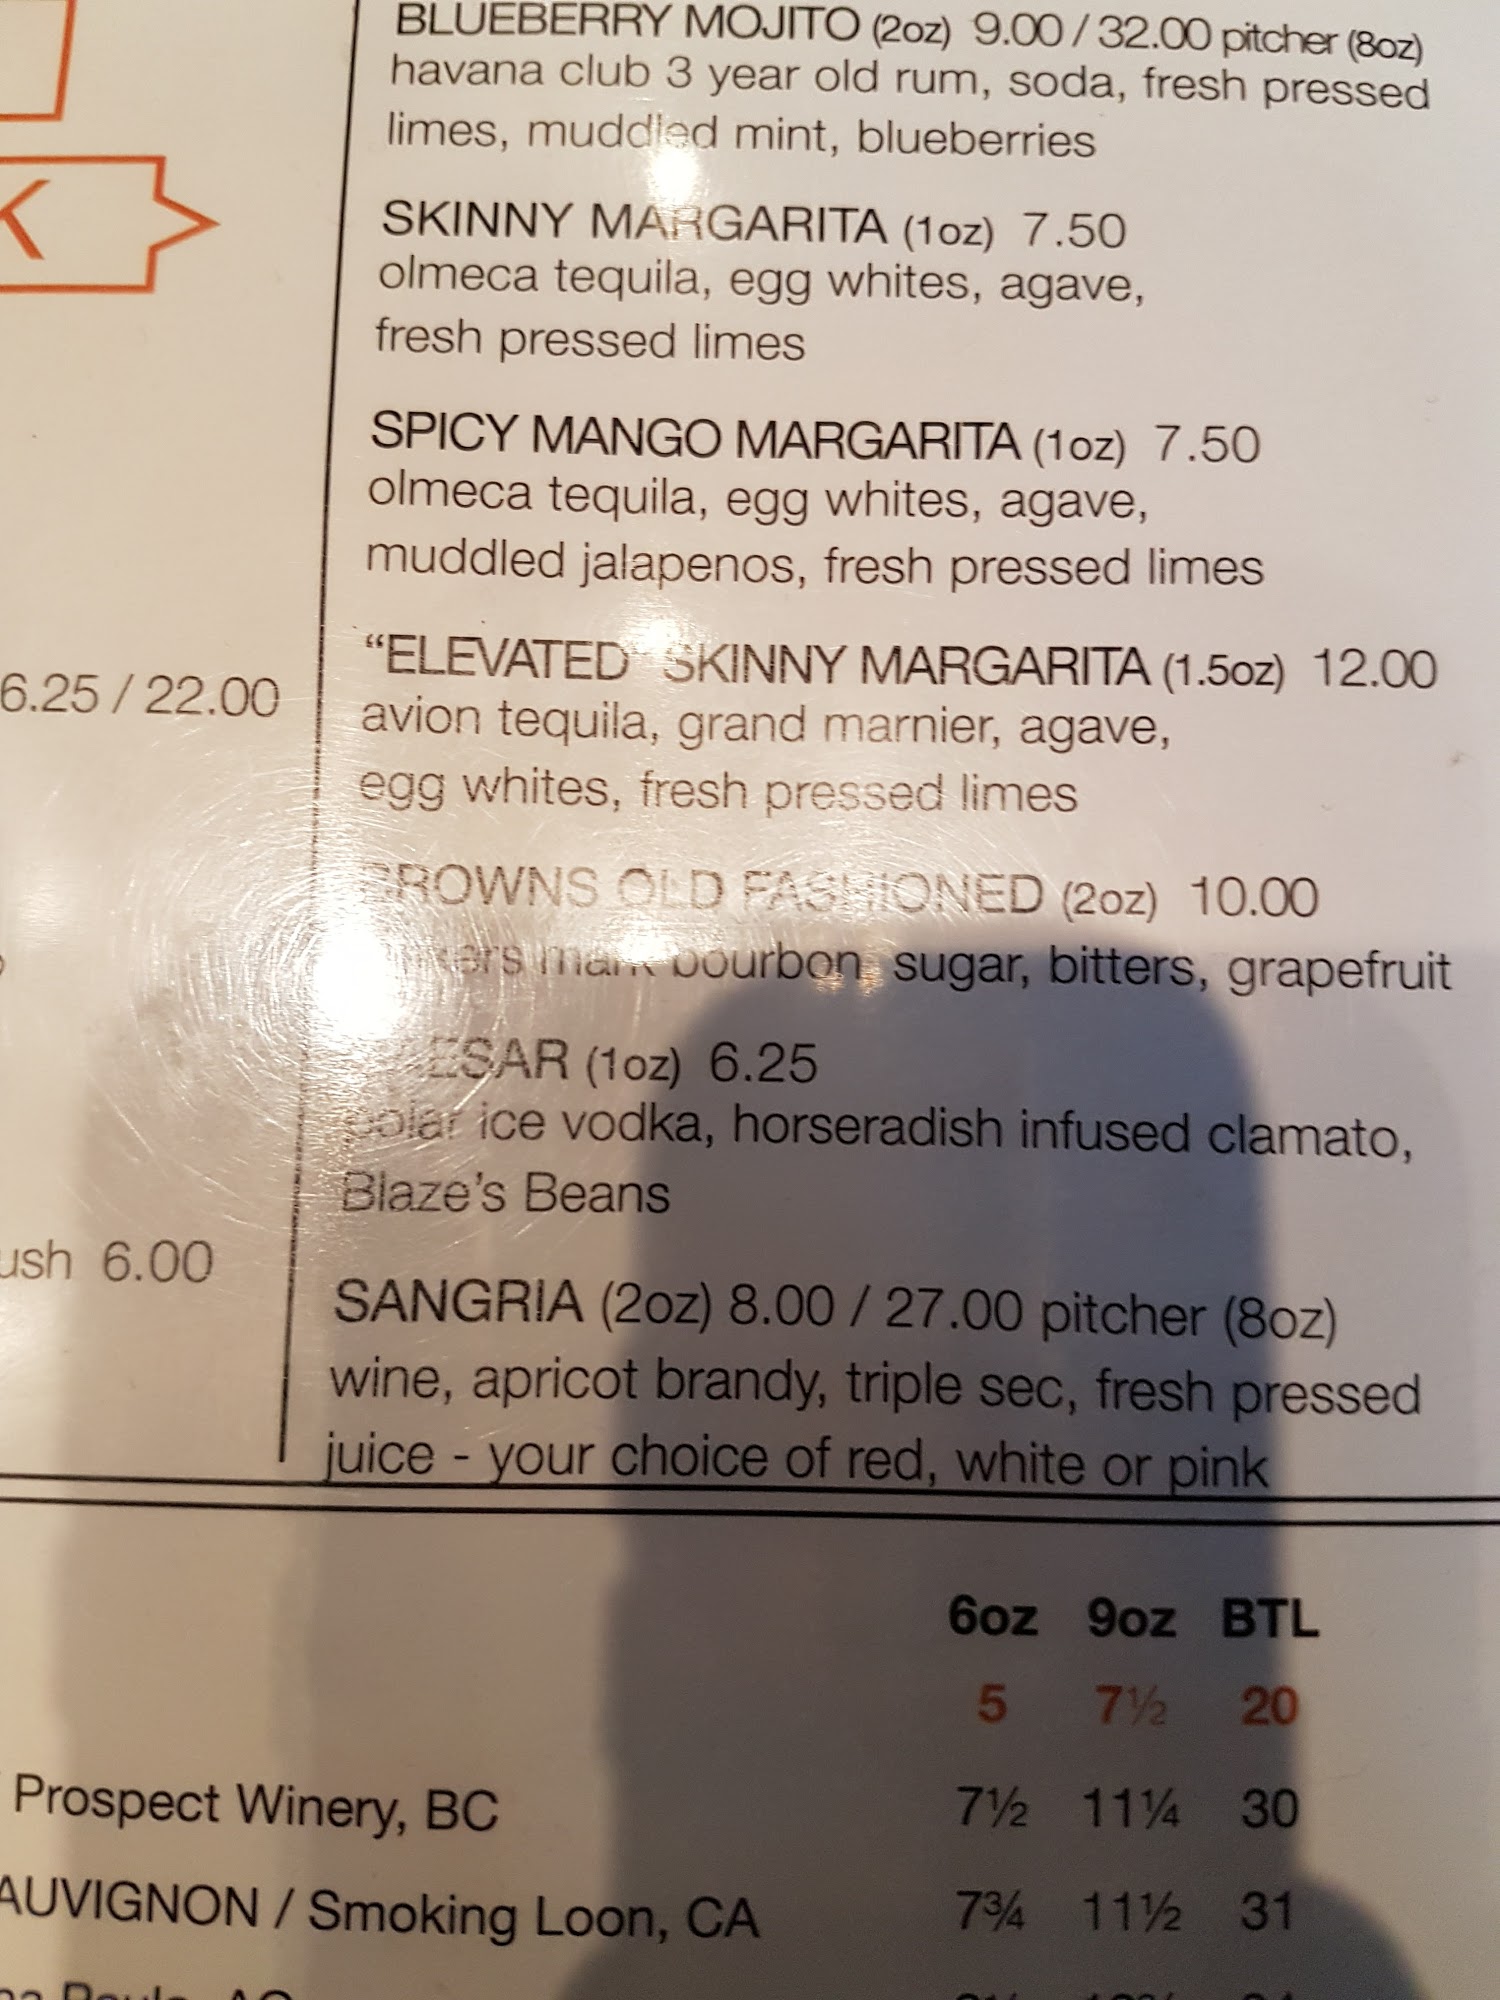 BLUEBERRY MOJITO (2oz) 9.00 / 32.00 pitcher (8oz)
havana club 3 year old rum, soda, fresh pressed
limes, muddled mint, blueberries
K
SKINNY MARGARITA (1oz) 7.50
olmeca tequila, egg whites, agave,
fresh pressed limes
SPICY MANGO MARGARITA (1oz) 7.50
olmeca tequila, egg whites, agave,
muddled jalapenos, fresh pressed limes
"ELEVATED" SKINNY MARGARITA (1.5oz) 12.00
6.25 / 22.00
avion tequila, grand marnier, agave,
egg whites, fresh pressed limes
BROWNS OLD FASHIONED (2oz) 10.00
mark bourbon, sugar, bitters, grapefruit
CAESAR (1oz) 6.25
polar ice vodka, horseradish infused clamato,
Blaze's Beans
ush 6.00
SANGRIA (2oz) 8.00 / 27.00 pitcher (8oz)
wine, apricot brandy, triple sec, fresh pressed
juice - your choice of red, white or pink
6oz 9oz BTL
5 7½ 20
Prospect Winery, BC 7½ 11¼ 30
AUVIGNON / Smoking Loon, CA 7¾ 11½ 31